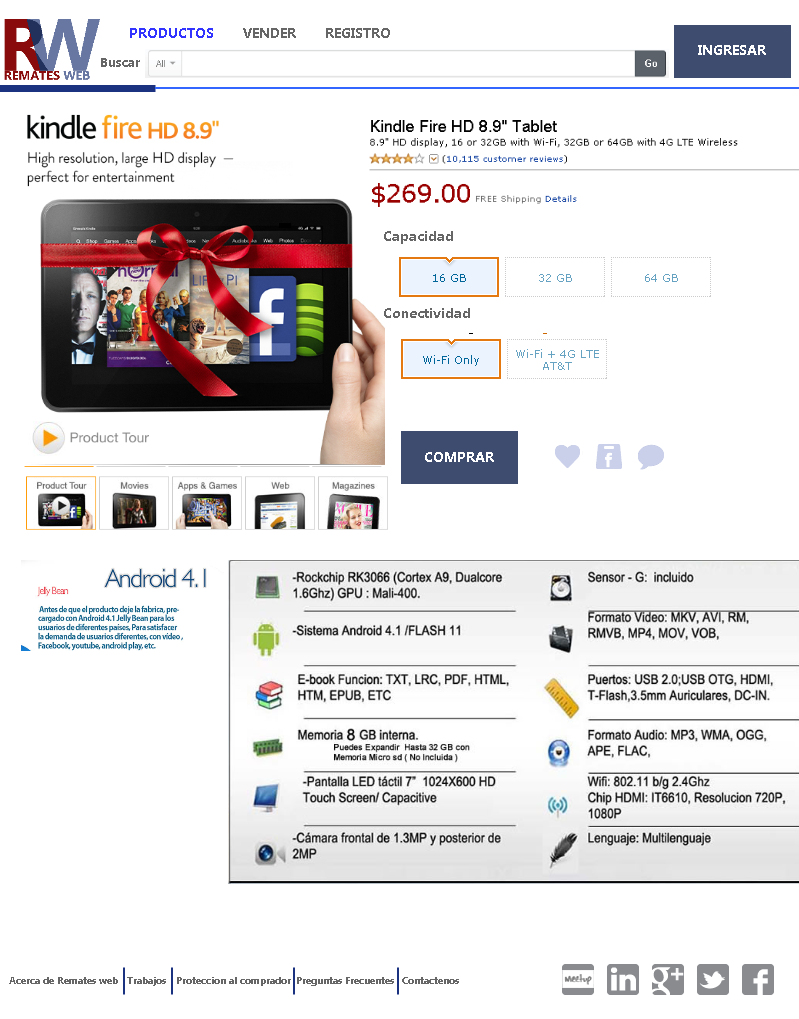 RW
REMATES WEB
PRODUCTOS VENDER REGISTRO
Buscar All Go
INGRESAR
kindle fire HD 8.9"
High resolution, large HD display —
perfect for entertainment
Kindle Fire HD 8.9" Tablet
8.9" HD display, 16 or 32GB with Wi-Fi, 32GB or 64GB with 4G LTE Wireless
(10,115 customer reviews)
$269.00 FREE Shipping Details
Capacidad
16 GB 32 GB 64 GB
Conectividad
Wi-Fi Only
Wi-Fi + 4G LTE
AT&T
Shop Games Web Photos
LIFE PI
Product Tour
COMPRAR
Product Tour Movies Apps & Games Web Magazines
Android 4.1
Jelly Bean
Antes de que el producto deje la fabrica, pre-
cargado con Android 4.1 Jelly Bean para los
usuarios de diferentes paises, Para satisfacer
la demanda de usuarios diferentes, con video ,
Facebook, youtube, android play, etc.
-Rockchip RK3066 (Cortex A9, Dualcore
1.6Ghz) GPU : Mali-400.
-Sistema Android 4.1 /FLASH 11
E-book Funcion: TXT, LRC, PDF, HTML,
HTM, EPUB, ETC
Memoria 8 GB interna.
Puedes Expandir Hasta 32 GB con
Memoria Micro sd ( No Incluida )
-Pantalla LED táctil 7" 1024X600 HD
Touch Screen/ Capacitive
-Cámara frontal de 1.3MP y posterior de
2MP
Sensor - G: incluido
Formato Video: MKV, AVI, RM,
RMVB, MP4, MOV, VOB,
Puertos: USB 2.0;USB OTG, HDMI,
T-Flash,3.5mm Auriculares, DC-IN.
Formato Audio: MP3, WMA, OGG,
APE, FLAC,
Wifi: 802.11 b/g 2.4Ghz
Chip HDMI: IT6610, Resolucion 720P,
1080P
Lenguaje: Multilenguaje
Acerca de Remates web Trabajos Proteccion al comprador Preguntas Frecuentes Contactenos
Meetup in g+ f